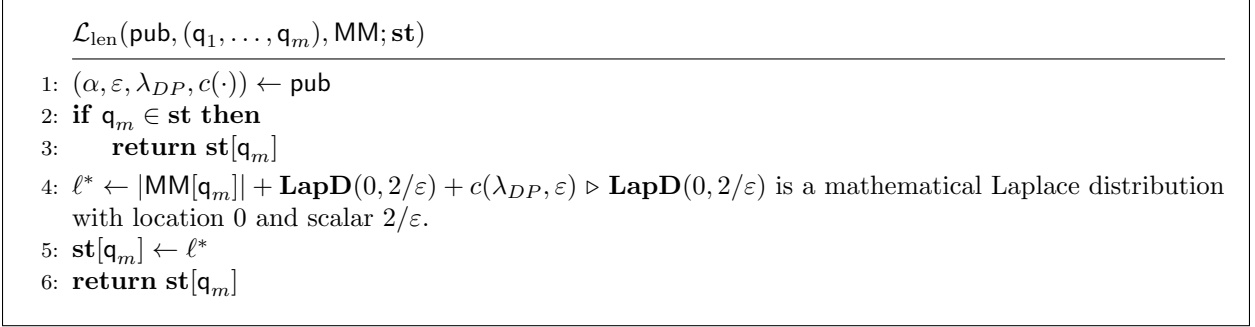 𝓛_len(pub, (q_1, …, q_m), MM; st)
1: (α, ε, λ_DP, c(·)) ← pub
2: if q_m ∈ st then
3: return st[q_m]
4: ℓ* ← |MM[q_m]| + LapD(0, 2/ε) + c(λ_DP, ε) ▷ LapD(0, 2/ε) is a mathematical Laplace distribution
with location 0 and scalar 2/ε.
5: st[q_m] ← ℓ*
6: return st[q_m]